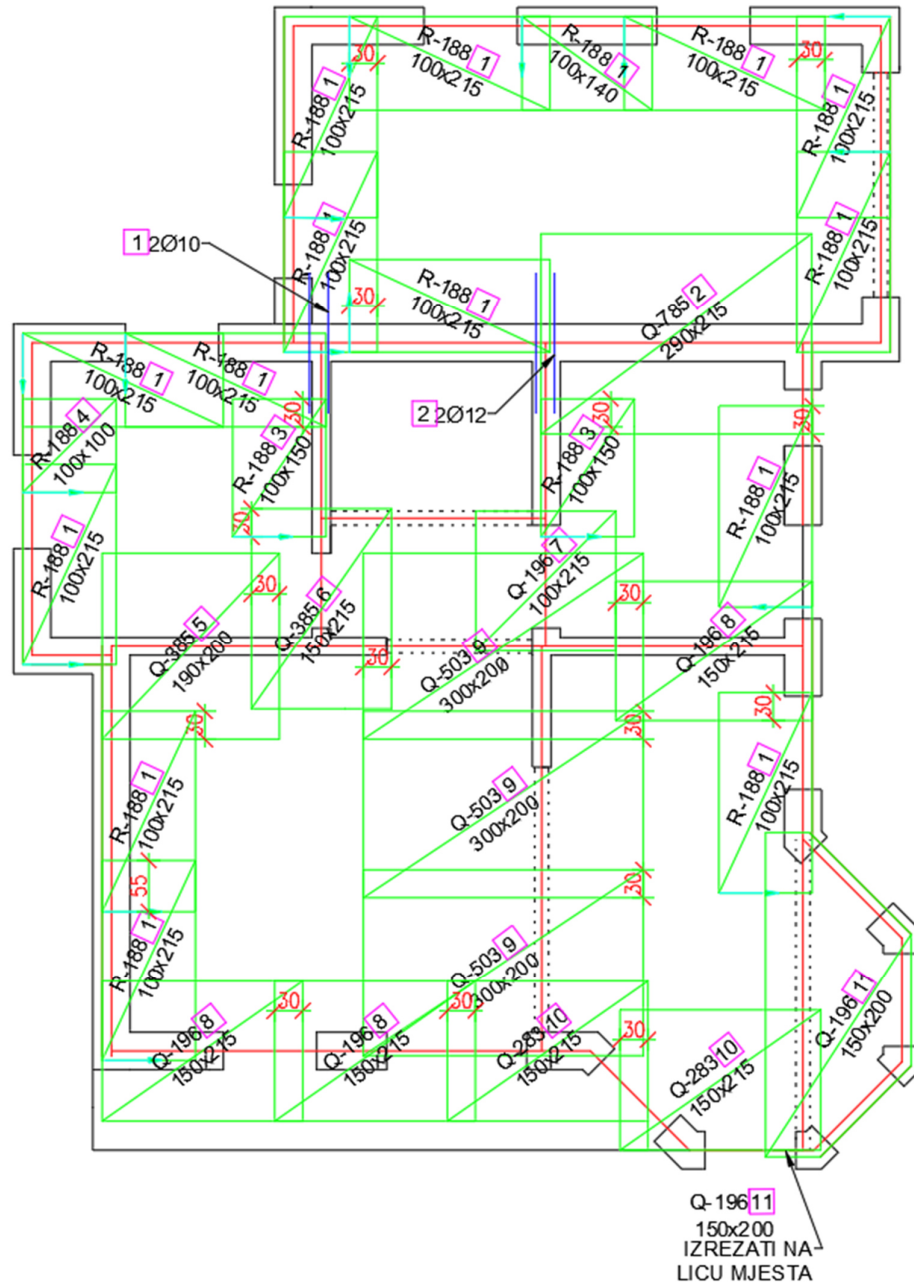 R-188 1
100x215
R-188 1
100x140
R-188 1
100x215
30
30
R-188 1
100x215
R-188 1
100x215
R-188 1
100x215
R-188 1
100x215
1 2Ø10
R-188 1
100x215
30
Q-785 2
290x215
R-188 1
100x215
R-188 1
100x215
2 2Ø12
R-188 4
100x100
30
R-188 3
100x150
30
R-188 3
100x150
30
R-188 1
100x215
30
R-188 1
100x215
Q-196 7
100x215
30
30
Q-385 5
190x200
Q-385 6
150x215
30
Q-503 9
300x200
Q-196 8
150x215
30
30
30
R-188 1
100x215
R-188 1
100x215
Q-503 9
300x200
55
30
R-188 1
100x215
Q-503 9
300x200
Q-196 11
150x200
30
30
30
Q-196 8
150x215
Q-196 8
150x215
Q-283 10
150x215
Q-283 10
150x215
Q-196 11
150x200
IZREZATI NA
LICU MJESTA